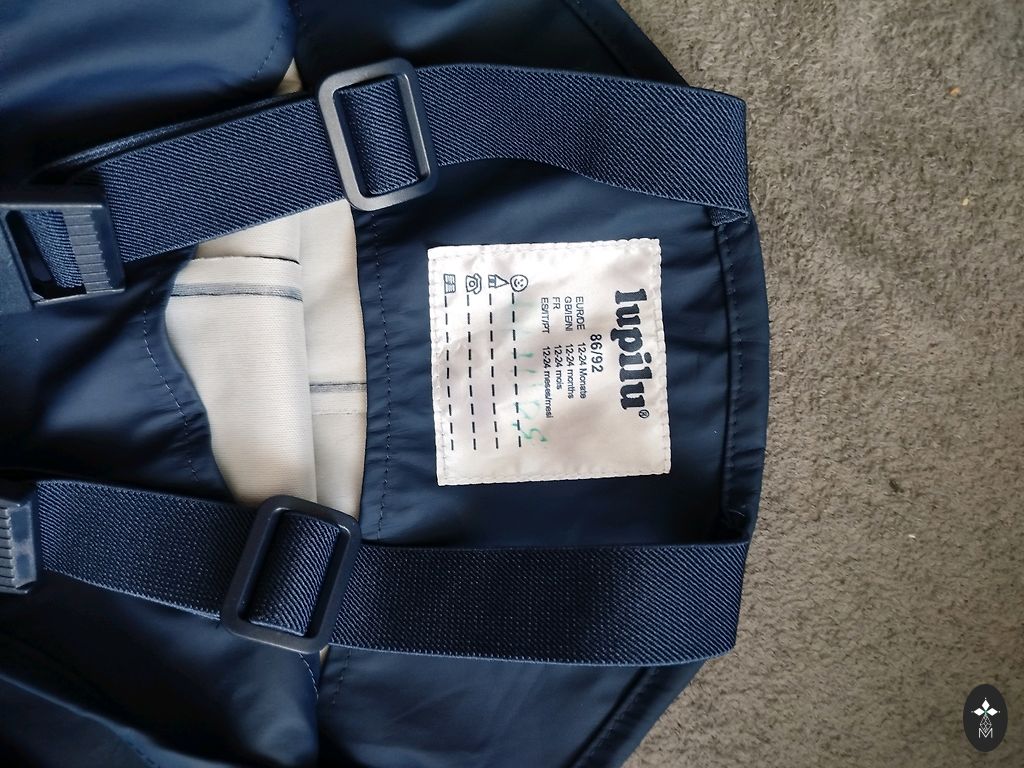 lupilu®
86/92
EUR/DE 12-24 Monate
GB/IE/NI 12-24 months
FR 12-24 mois
ES/IT/PT 12-24 meses/mesi
M